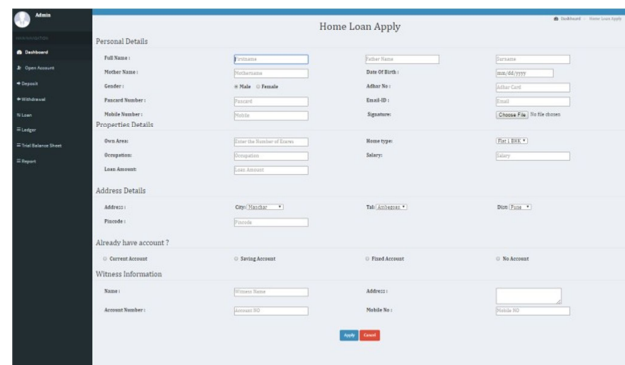 Admin
Dashboard
Open Account
Deposit
Withdrawal
Loan
Ledger
Trial Balance Sheet
Report
Dashboard > Home Loan Apply
Home Loan Apply
Personal Details
Full Name : Firstname Father Name Surname
Mother Name : Mothername Date Of Birth : mm/dd/yyyy
Gender : Male Female Adhar No : Adhar Card
Pancard Number : Pancard Email-ID : Email
Mobile Number : Mobile Signature: Choose File No file chosen
Properties Details
Own Area: Enter the Number of Home type: Flat 1 BHK
Occupation: Occupation Salary: Salary
Loan Amount: Loan Amount
Address Details
Address : City: Manchar Tal: Ambegaon Dist: Pune
Pincode : Pincode
Already have account ?
Current Account Saving Account Fixed Account No Account
Witness Information
Name : Witness Name Address :
Account Number : Account NO Mobile No : Mobile NO
Apply Cancel